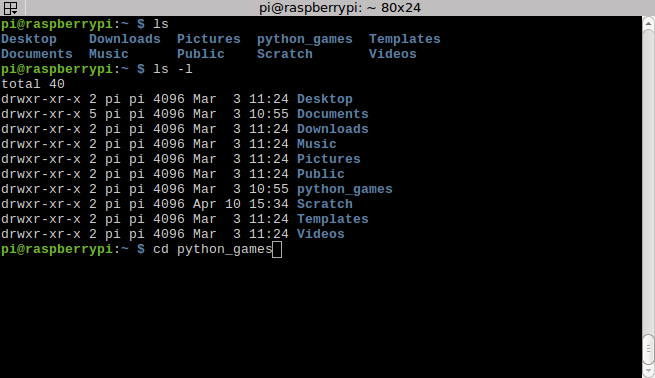 pi@raspberrypi: ~ 80x24
pi@raspberrypi:~ $ ls
Desktop    Downloads  Pictures  python_games  Templates
Documents  Music      Public    Scratch       Videos
pi@raspberrypi:~ $ ls -l
total 40
drwxr-xr-x 2 pi pi 4096 Mar  3 11:24 Desktop
drwxr-xr-x 5 pi pi 4096 Mar  3 10:55 Documents
drwxr-xr-x 2 pi pi 4096 Mar  3 11:24 Downloads
drwxr-xr-x 2 pi pi 4096 Mar  3 11:24 Music
drwxr-xr-x 2 pi pi 4096 Mar  3 11:24 Pictures
drwxr-xr-x 2 pi pi 4096 Mar  3 11:24 Public
drwxr-xr-x 2 pi pi 4096 Mar  3 10:55 python_games
drwxr-xr-x 2 pi pi 4096 Apr 10 15:34 Scratch
drwxr-xr-x 2 pi pi 4096 Mar  3 11:24 Templates
drwxr-xr-x 2 pi pi 4096 Mar  3 11:24 Videos
pi@raspberrypi:~ $ cd python_games